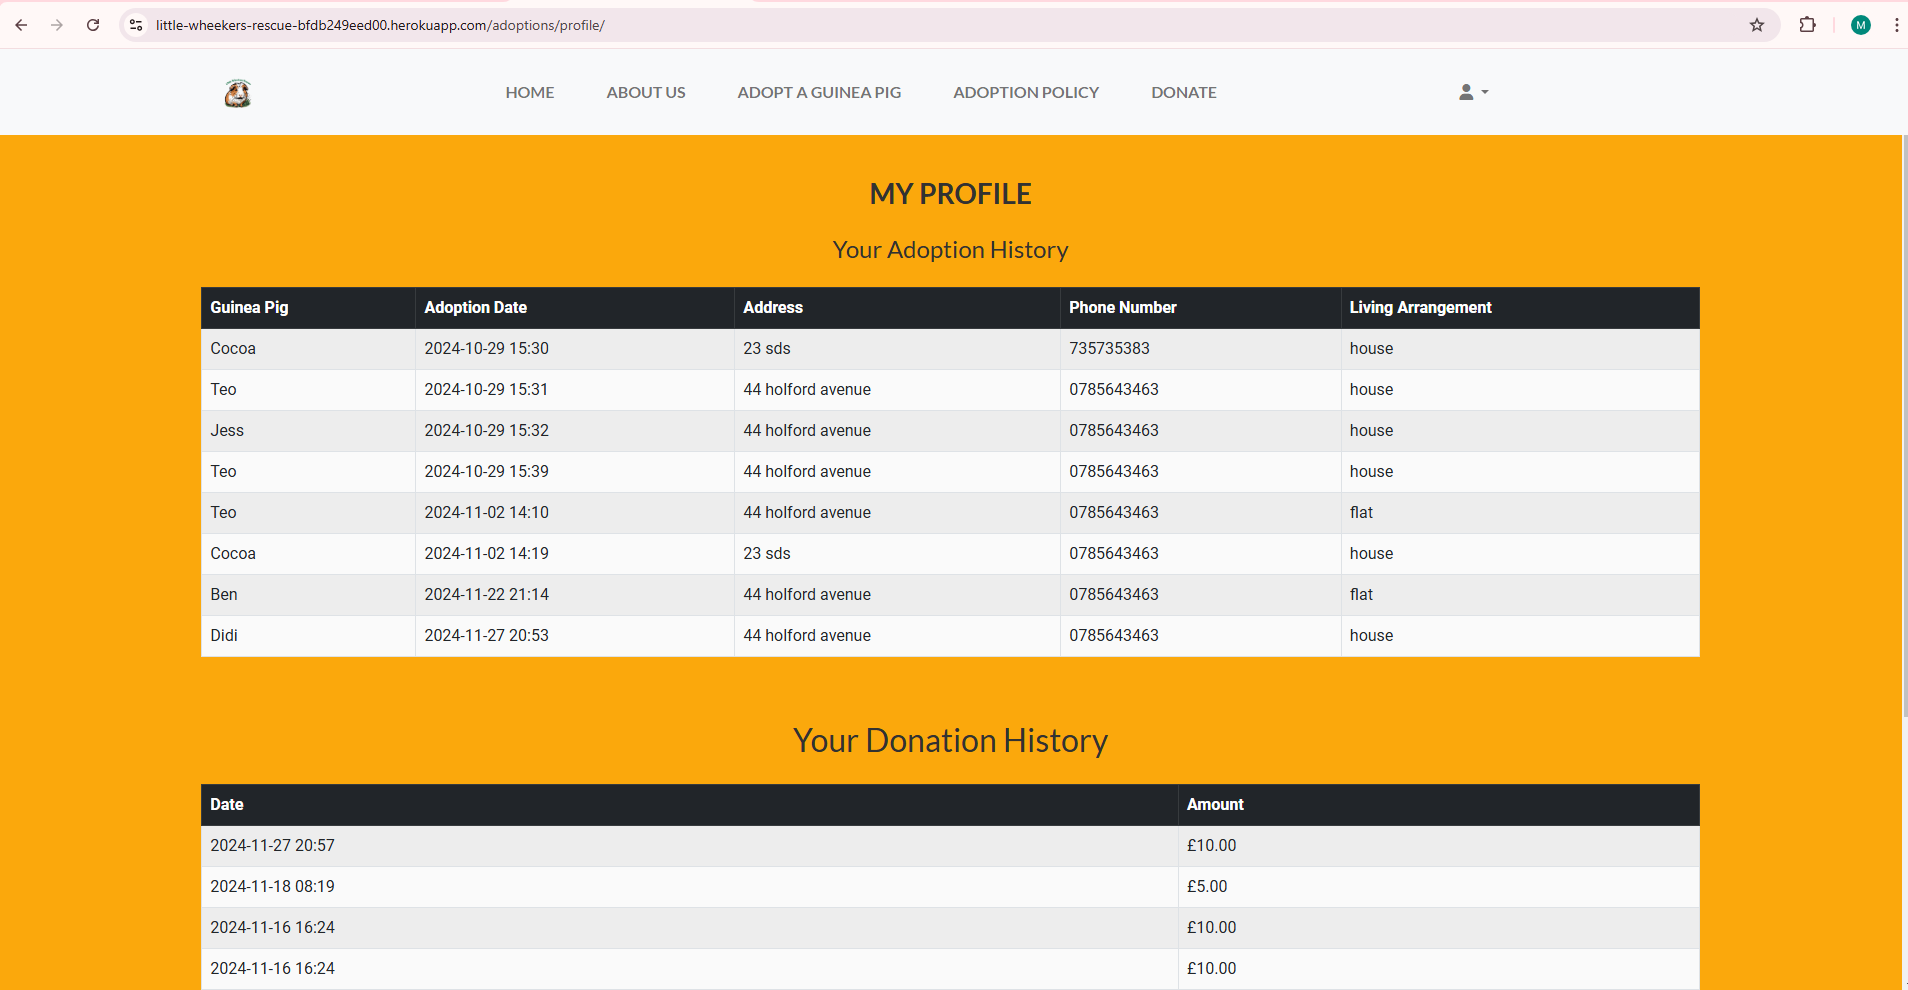 little-wheekers-rescue-bfdb249eed00.herokuapp.com/adoptions/profile/
M
HOME ABOUT US ADOPT A GUINEA PIG ADOPTION POLICY DONATE
MY PROFILE
Your Adoption History
Guinea Pig Adoption Date Address Phone Number Living Arrangement
Cocoa 2024-10-29 15:30 23 sds 735735383 house
Teo 2024-10-29 15:31 44 holford avenue 0785643463 house
Jess 2024-10-29 15:32 44 holford avenue 0785643463 house
Teo 2024-10-29 15:39 44 holford avenue 0785643463 house
Teo 2024-11-02 14:10 44 holford avenue 0785643463 flat
Cocoa 2024-11-02 14:19 23 sds 0785643463 house
Ben 2024-11-22 21:14 44 holford avenue 0785643463 flat
Didi 2024-11-27 20:53 44 holford avenue 0785643463 house
Your Donation History
Date Amount
2024-11-27 20:57 £10.00
2024-11-18 08:19 £5.00
2024-11-16 16:24 £10.00
2024-11-16 16:24 £10.00